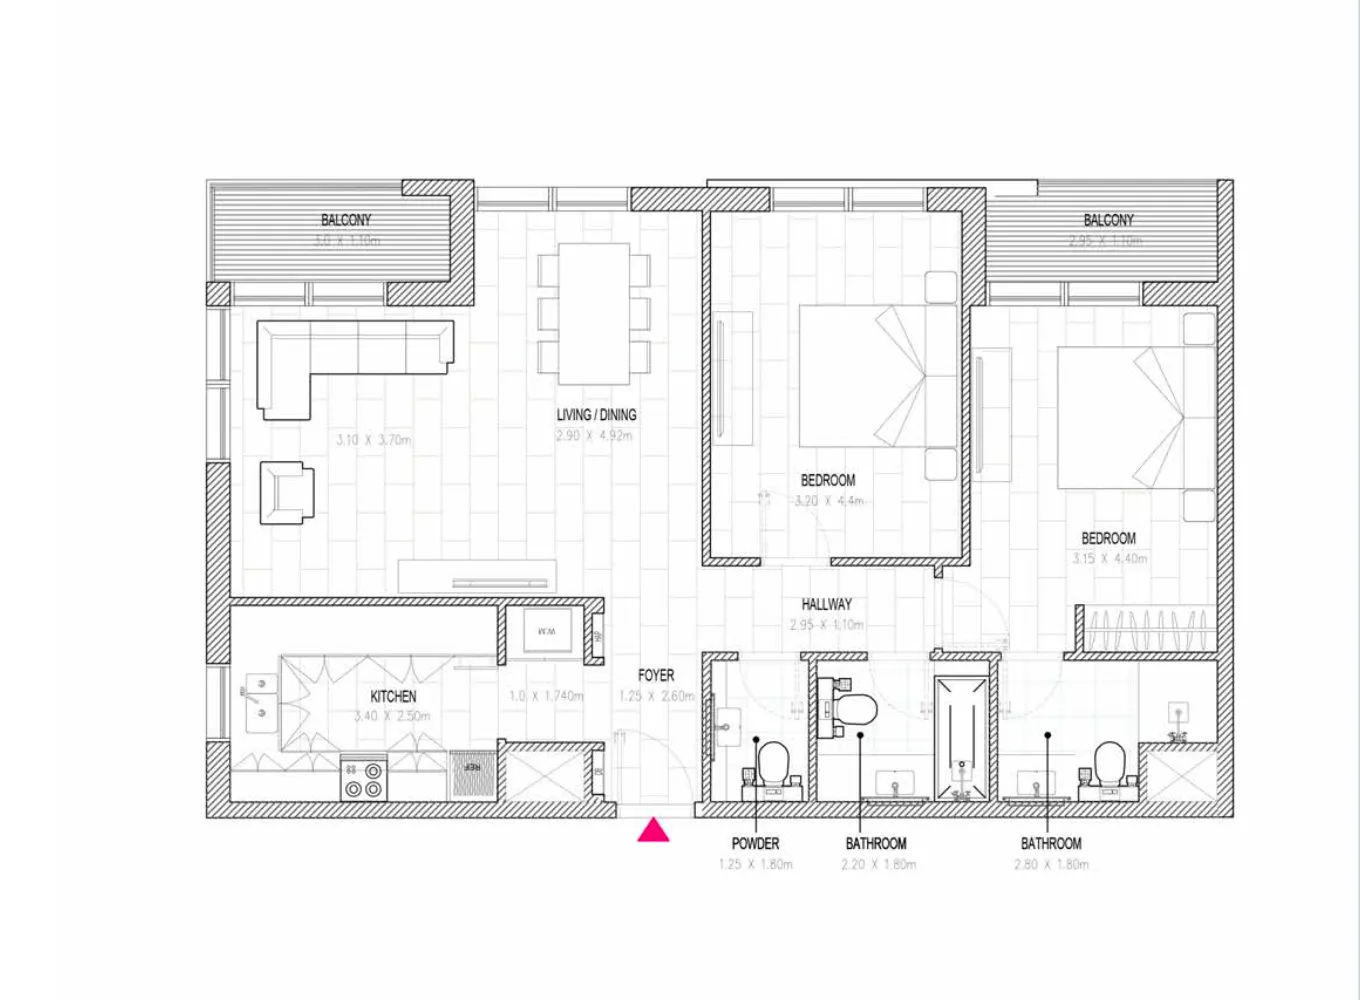 BALCONY
3.0 X 1.10m
BALCONY
2.95 X 1.10m
LIVING / DINING
2.90 X 4.92m
3.10 X 3.70m
BEDROOM
3.20 X 4.4m
BEDROOM
3.15 X 4.40m
HALLWAY
2.95 X 1.10m
W.M
FOYER
1.25 X 2.60m
KITCHEN
3.40 X 2.50m
1.0 X 1.740m
REF
POWDER
1.25 X 1.80m
BATHROOM
2.20 X 1.80m
BATHROOM
2.80 X 1.80m